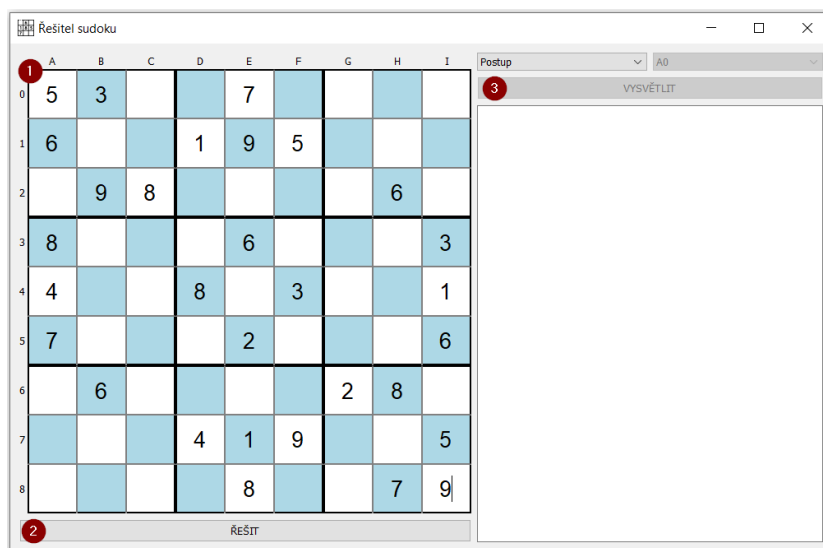 Řešitel sudoku
A B C D E F G H I
Postup
A0
1
0 5 3 7
3
VYSVĚTLIT
1 6 1 9 5
2 9 8 6
3 8 6 3
4 4 8 3 1
5 7 2 6
6 6 2 8
7 4 1 9 5
8 8 7 9
2
ŘEŠIT